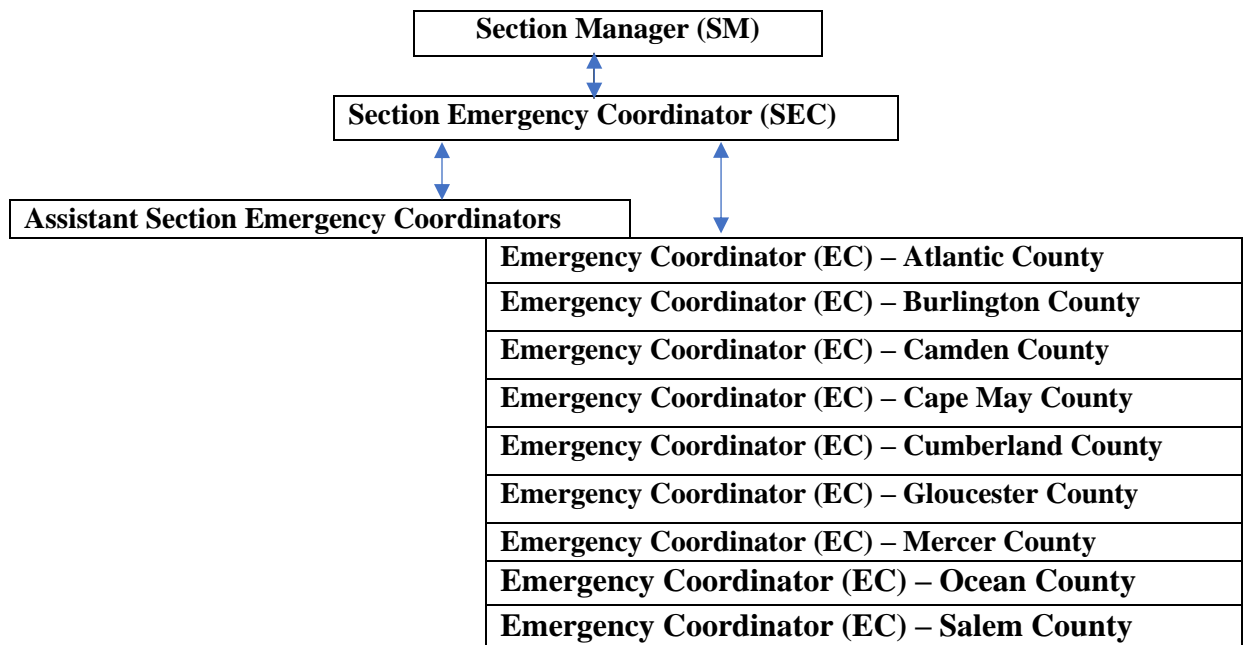 Section Manager (SM)
Section Emergency Coordinator (SEC)
Assistant Section Emergency Coordinators
Emergency Coordinator (EC) – Atlantic County
Emergency Coordinator (EC) – Burlington County
Emergency Coordinator (EC) – Camden County
Emergency Coordinator (EC) – Cape May County
Emergency Coordinator (EC) – Cumberland County
Emergency Coordinator (EC) – Gloucester County
Emergency Coordinator (EC) – Mercer County
Emergency Coordinator (EC) – Ocean County
Emergency Coordinator (EC) – Salem County